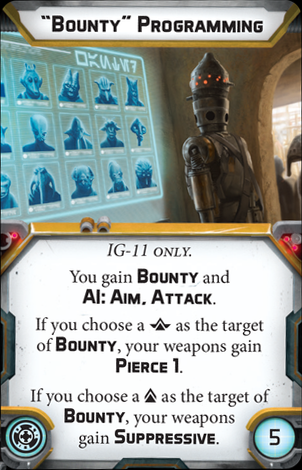 “Bounty” Programming
IG-11 only.
You gain Bounty and
AI: Aim, Attack.
If you choose a as the target
of Bounty, your weapons gain
Pierce 1.
If you choose a as the target of
Bounty, your weapons
gain Suppressive.
5